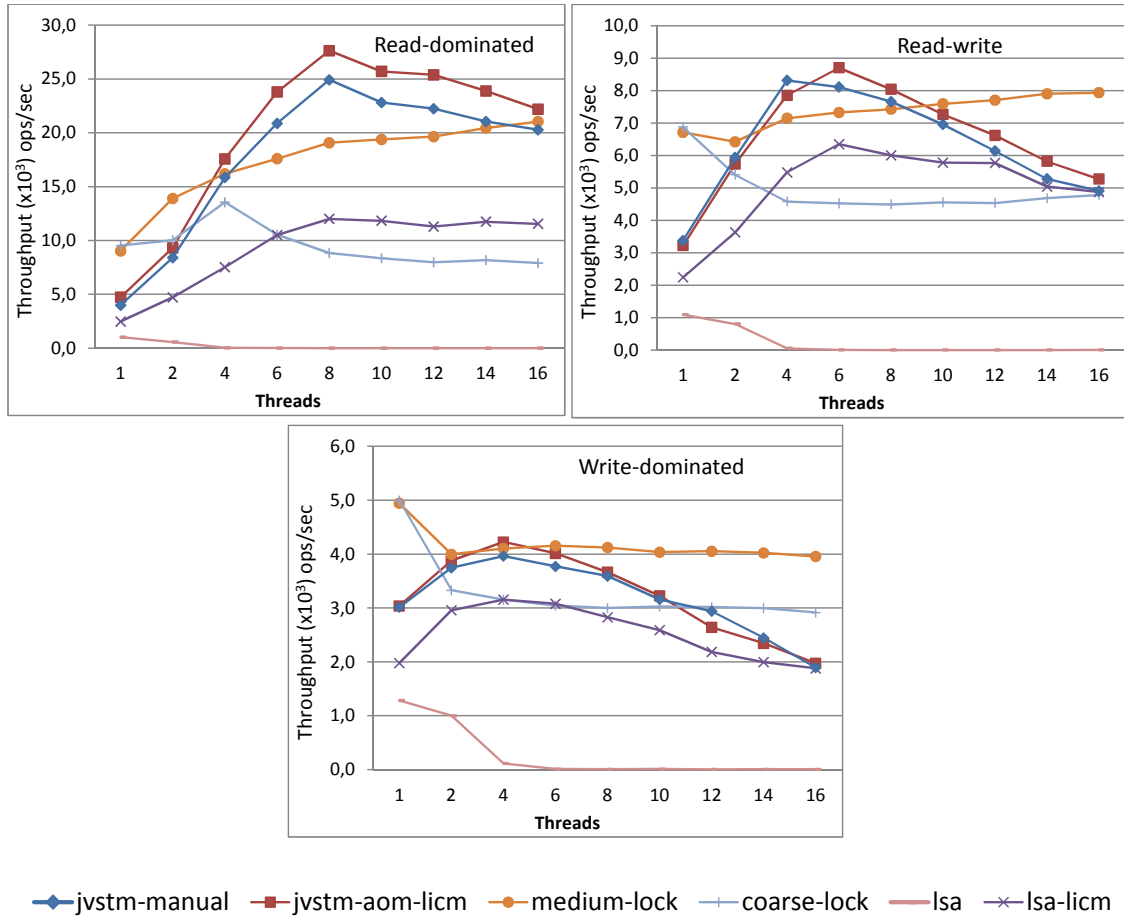 Read-dominated
Throughput (x10³) ops/sec
30,0
25,0
20,0
15,0
10,0
5,0
0,0
1 2 4 6 8 10 12 14 16
Threads
Read-write
Throughput (x10³) ops/sec
10,0
9,0
8,0
7,0
6,0
5,0
4,0
3,0
2,0
1,0
0,0
1 2 4 6 8 10 12 14 16
Threads
Write-dominated
Throughput (x10³) ops/sec
6,0
5,0
4,0
3,0
2,0
1,0
0,0
1 2 4 6 8 10 12 14 16
Threads
jvstm-manual jvstm-aom-licm medium-lock coarse-lock lsa lsa-licm